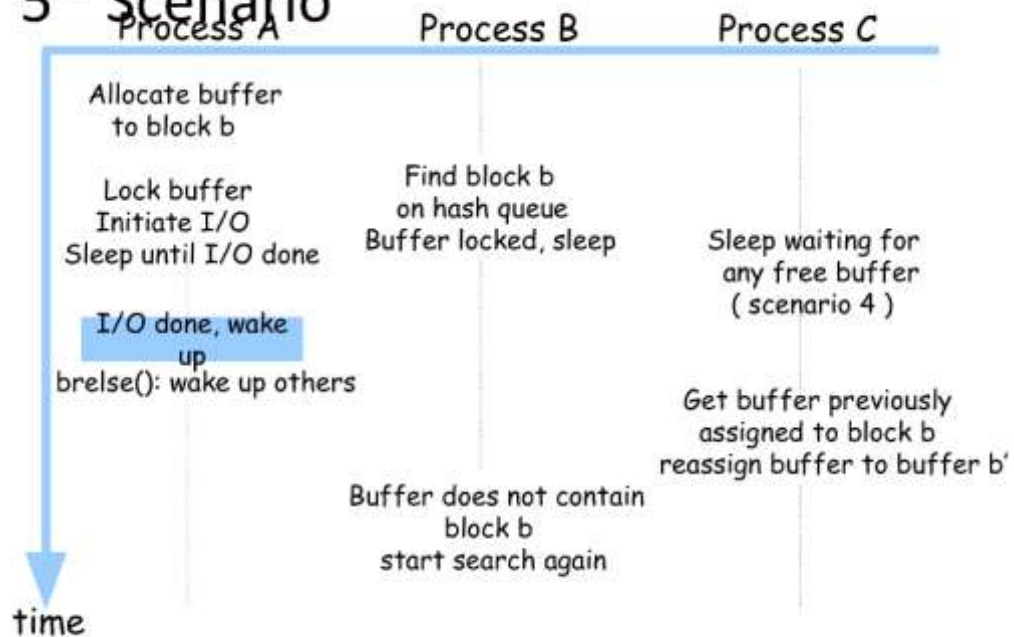 5 Scenario
Process A
Process B
Process C
Allocate buffer
to block b
Lock buffer
Initiate I/O
Sleep until I/O done
Find block b
on hash queue
Buffer locked, sleep
Sleep waiting for
any free buffer
( scenario 4 )
I/O done, wake
up
brelse(): wake up others
Get buffer previously
assigned to block b
reassign buffer to buffer b'
Buffer does not contain
block b
start search again
time